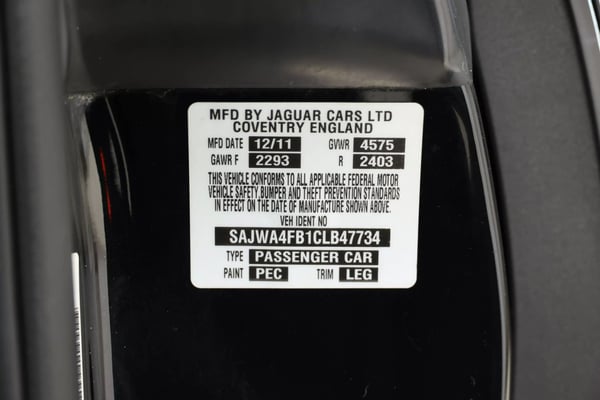 MFD BY JAGUAR CARS LTD
COVENTRY ENGLAND
MFD DATE 12/11 GVWR 4575
GAWR F 2293 R 2403
THIS VEHICLE CONFORMS TO ALL APPLICABLE FEDERAL MOTOR
VEHICLE SAFETY,BUMPER AND THEFT PREVENTION STANDARDS
IN EFFECT ON THE DATE OF MANUFACTURE SHOWN ABOVE.
VEH IDENT NO
SAJWA4FB1CLB47734
TYPE PASSENGER CAR
PAINT PEC TRIM LEG